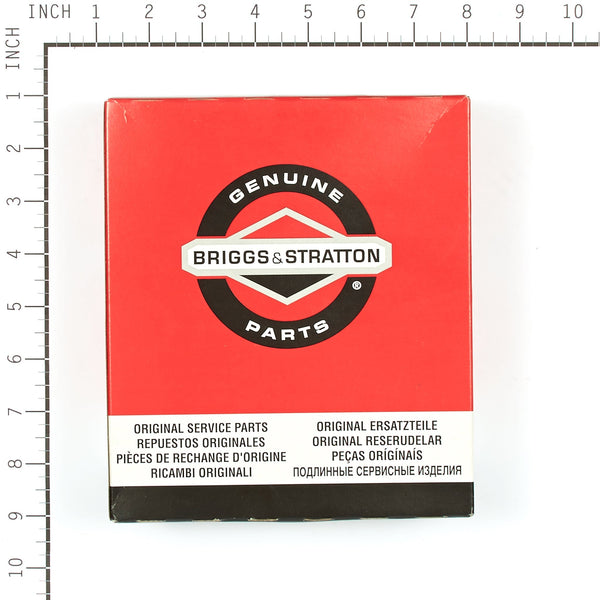 INCH 1 2 3 4 5 6 7 8 9 10
INCH
1
2
3
4
5
6
7
8
9
10
GENUINE
BRIGGS & STRATTON
®
PARTS
ORIGINAL SERVICE PARTS
REPUESTOS ORIGINALES
PIÈCES DE RECHANGE D'ORIGINE
RICAMBI ORIGINALI
ORIGINAL ERSATZTEILE
ORIGINAL RESERUDELAR
PEÇAS ORÍGÍNAÍS
ПОДЛИННЫЕ СЕРВИСНЫЕ ИЗДЕЛИЯ